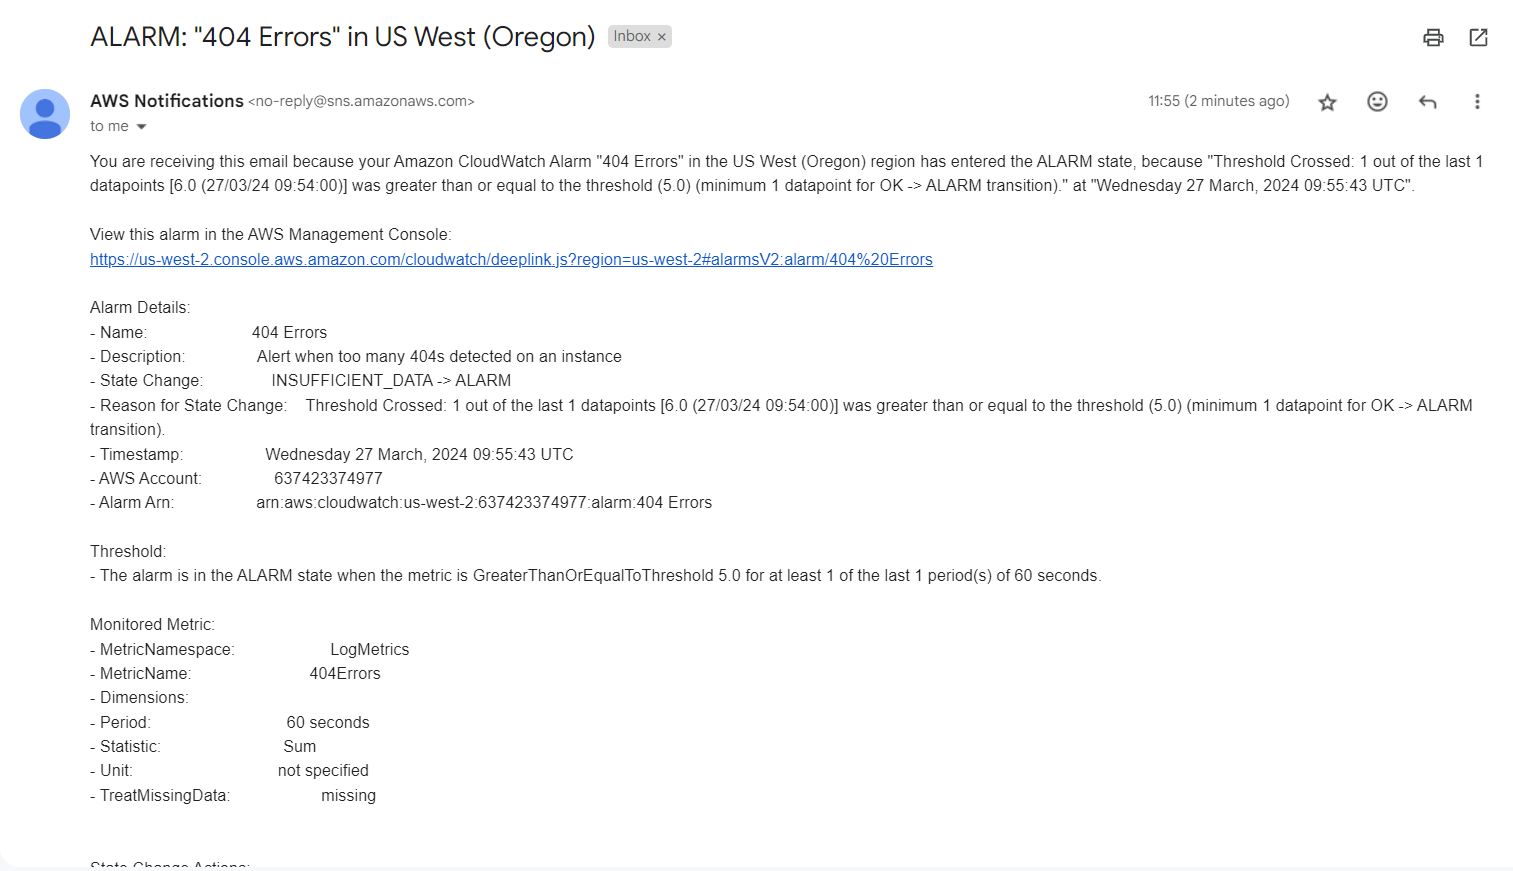 ALARM: "404 Errors" in US West (Oregon) Inbox ×
AWS Notifications <no-reply@sns.amazonaws.com> 11:55 (2 minutes ago)
to me
You are receiving this email because your Amazon CloudWatch Alarm "404 Errors" in the US West (Oregon) region has entered the ALARM state, because "Threshold Crossed: 1 out of the last 1
datapoints [6.0 (27/03/24 09:54:00)] was greater than or equal to the threshold (5.0) (minimum 1 datapoint for OK -> ALARM transition)." at "Wednesday 27 March, 2024 09:55:43 UTC".
View this alarm in the AWS Management Console:
https://us-west-2.console.aws.amazon.com/cloudwatch/deeplink.js?region=us-west-2#alarmsV2:alarm/404%20Errors
Alarm Details:
- Name: 404 Errors
- Description: Alert when too many 404s detected on an instance
- State Change: INSUFFICIENT_DATA -> ALARM
- Reason for State Change: Threshold Crossed: 1 out of the last 1 datapoints [6.0 (27/03/24 09:54:00)] was greater than or equal to the threshold (5.0) (minimum 1 datapoint for OK -> ALARM
transition).
- Timestamp: Wednesday 27 March, 2024 09:55:43 UTC
- AWS Account: 637423374977
- Alarm Arn: arn:aws:cloudwatch:us-west-2:637423374977:alarm:404 Errors
Threshold:
- The alarm is in the ALARM state when the metric is GreaterThanOrEqualToThreshold 5.0 for at least 1 of the last 1 period(s) of 60 seconds.
Monitored Metric:
- MetricNamespace: LogMetrics
- MetricName: 404Errors
- Dimensions:
- Period: 60 seconds
- Statistic: Sum
- Unit: not specified
- TreatMissingData: missing
State Change Actions: